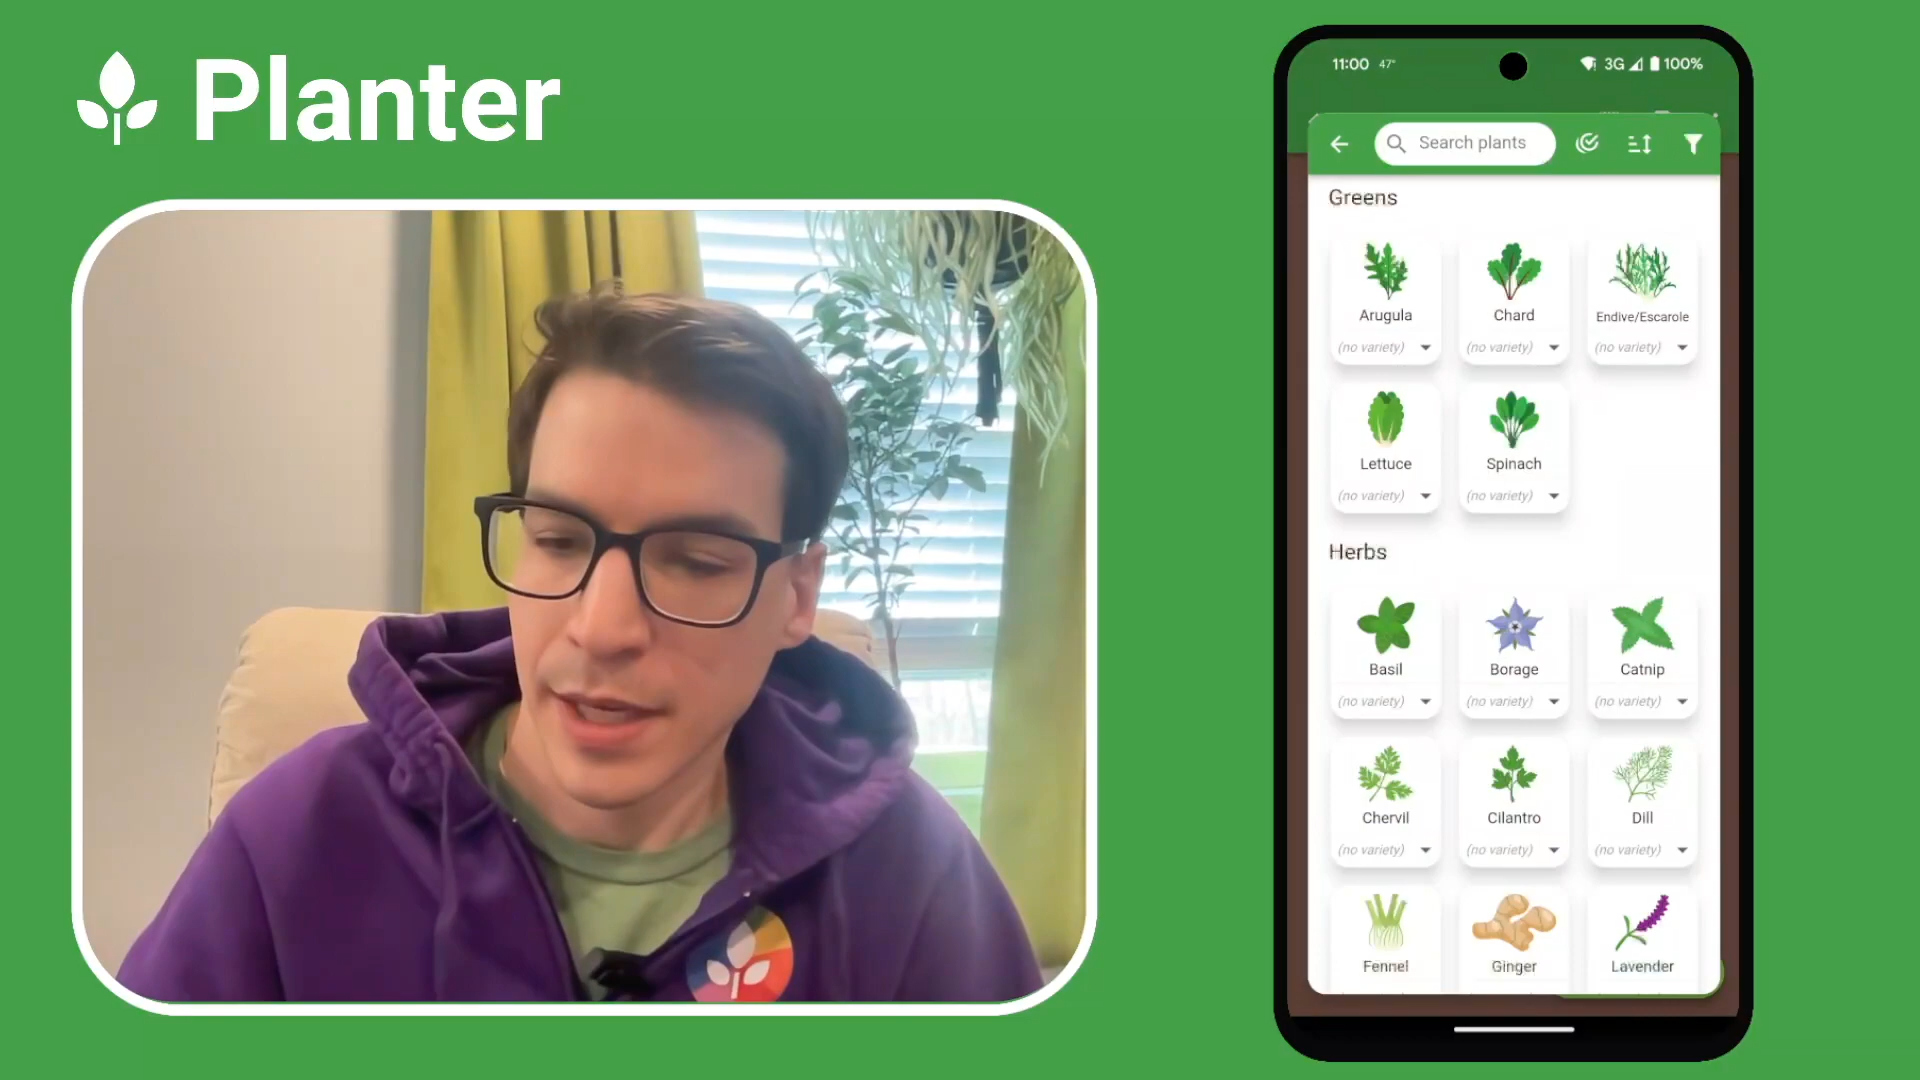 Planter
11:00 47° 3G 100%
Search plants
Greens
Arugula Chard Endive/Escarole
(no variety) (no variety) (no variety)
Lettuce Spinach
(no variety) (no variety)
Herbs
Basil Borage Catnip
(no variety) (no variety) (no variety)
Chervil Cilantro Dill
(no variety) (no variety) (no variety)
Fennel Ginger Lavender